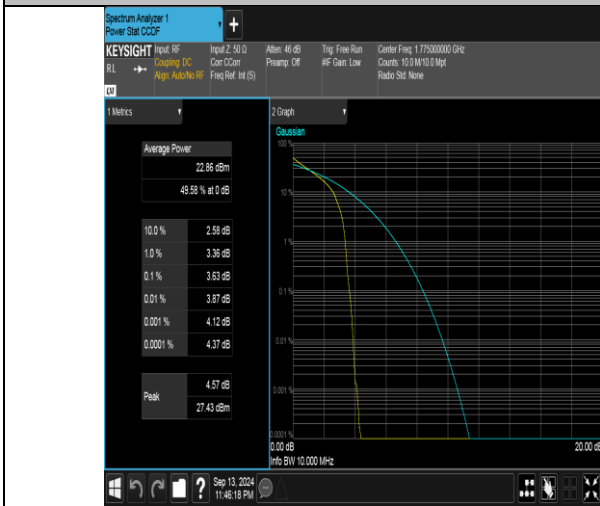 Spectrum Analyzer 1
Power Stat CCDF
+
KEYSIGHT
RL
LXI
Input: RF
Coupling: DC
Align: Auto/No RF
Input Z: 50 Ω
Corr CCorr
Freq Ref: Int (S)
Atten: 46 dB
Preamp: Off
Trig: Free Run
#IF Gain: Low
Center Freq: 1.775000000 GHz
Counts: 10.0 M/10.0 Mpt
Radio Std: None
1 Metrics
Average Power
22.86 dBm
49.58 % at 0 dB
10.0 % 2.58 dB
1.0 % 3.36 dB
0.1 % 3.63 dB
0.01 % 3.87 dB
0.001 % 4.12 dB
0.0001 % 4.37 dB
Peak 4.57 dB
27.43 dBm
2 Graph
Gaussian
100 %
10 %
1 %
0.1 %
0.01 %
0.001 %
0.0001 %
0.00 dB 20.00 dB
Info BW 10.000 MHz
?
Sep 13, 2024
11:46:18 PM